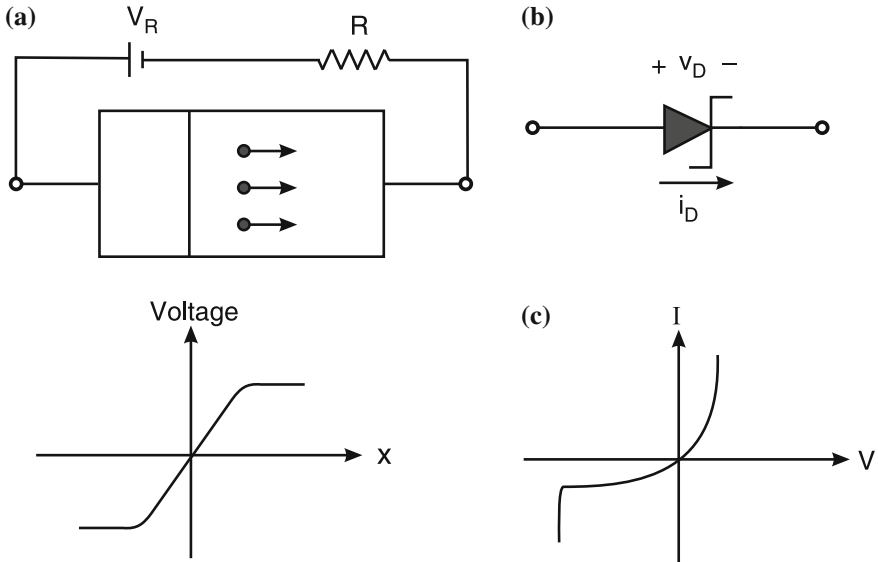 (a)
V_R
R
(b)
+ v_D −
i_D
Voltage
x
(c)
I
V